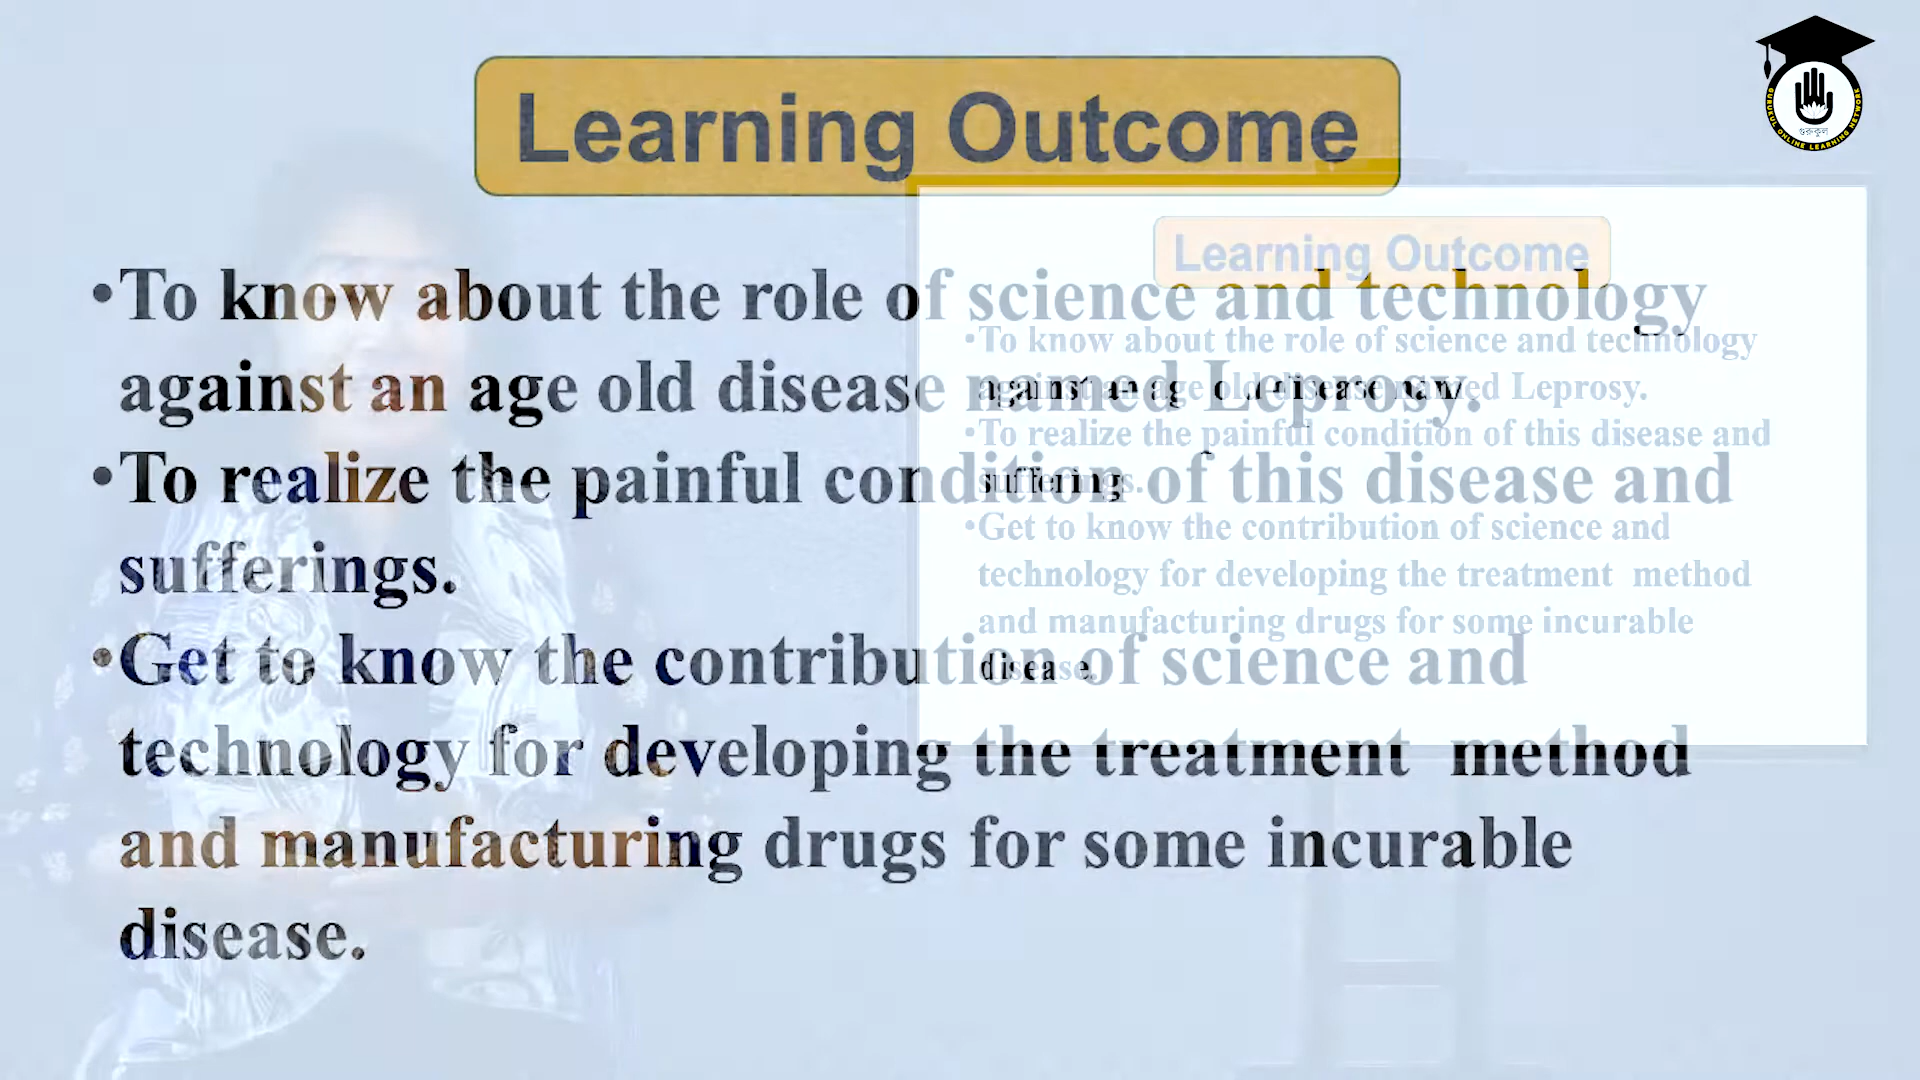 Learning Outcome
•To know about the role of science and technology
against an age old disease named Leprosy.
•To realize the painful condition of this disease and
sufferings.
•Get to know the contribution of science and
technology for developing the treatment method
and manufacturing drugs for some incurable
disease.
Learning Outcome
•To know about the role of science and technology
against an age old disease named Leprosy.
•To realize the painful condition of this disease and
sufferings.
•Get to know the contribution of science and
technology for developing the treatment method
and manufacturing drugs for some incurable
disease.
গুরুকুল
GURUKUL ONLINE LEARNING NETWORK